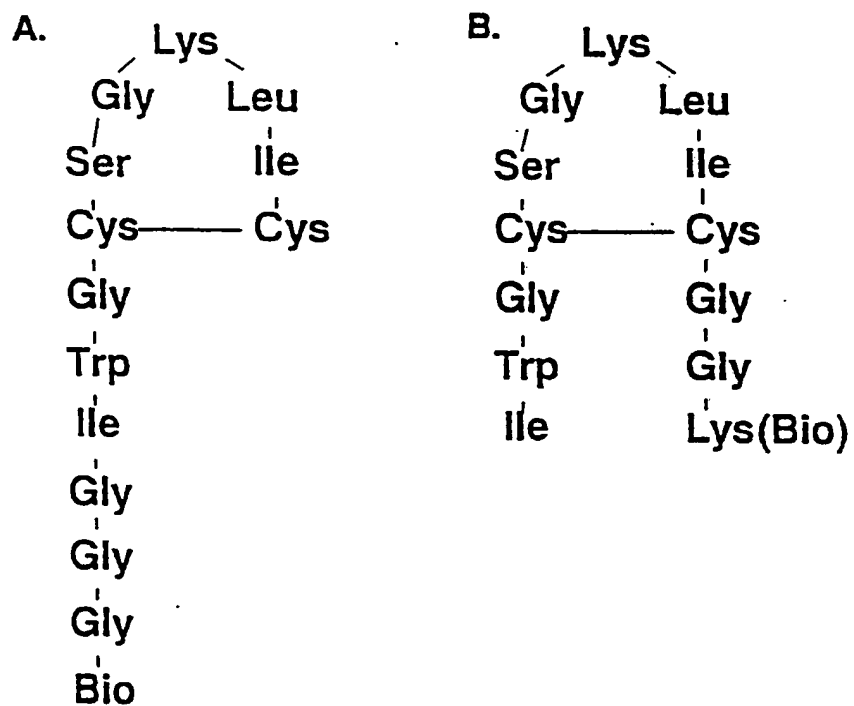 A.
Lys
Gly Leu
Ser Ile
Cys Cys
Gly
Trp
Ile
Gly
Gly
Gly
Bio
B.
Lys
Gly Leu
Ser Ile
Cys Cys
Gly Gly
Trp Gly
Ile Lys(Bio)